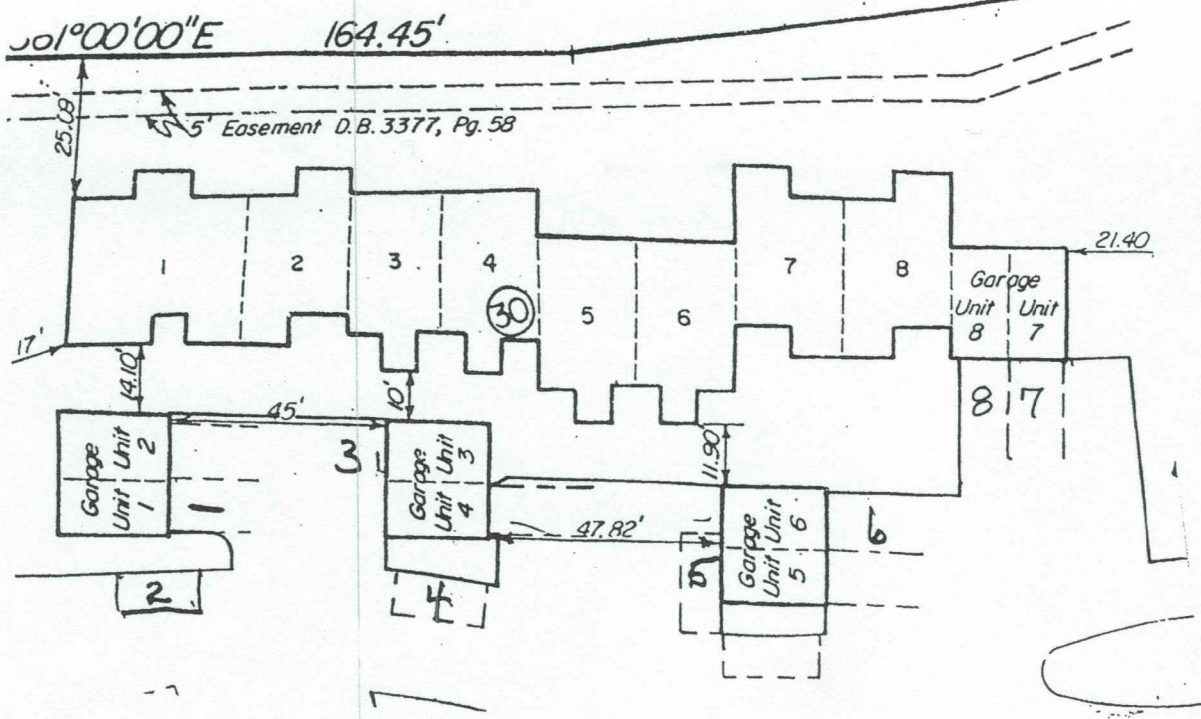 S61°00'00"E 164.45'
25.08'
5' Easement D.B. 3377, Pg. 58
1
2
3
4
30
5
6
7
8
21.40
Garage
Unit
8
Unit
7
17'
14.10'
45'
10'
11.90'
8 7
3
Garage
Unit
1
Unit
2
1
2
Garage
Unit
4
Unit
3
4
47.82'
5
Garage
Unit
5
Unit
6
6